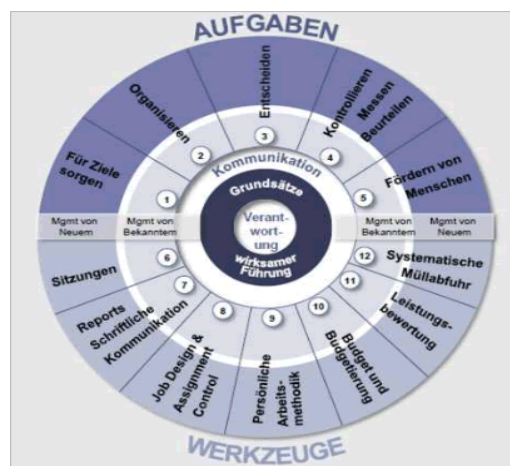 AUFGABEN
Für Ziele
sorgen
Organisieren
Entscheiden
Kontrollieren
Messen
Beurteilen
Fördern von
Menschen
1
2
3
4
5
Kommunikation
Grundsätze
Verant-
wort-
ung
wirksamer
Führung
Mgmt von
Neuem
Mgmt von
Bekanntem
Mgmt von
Bekanntem
Mgmt von
Neuem
6
7
8
9
10
11
12
Sitzungen
Reports
Schriftliche
Kommunikation
Job Design &
Assignment
Control
Persönliche
Arbeits-
methodik
Budget und
Budgetierung
Leistungs-
bewertung
Systematische
Müllabfuhr
WERKZEUGE